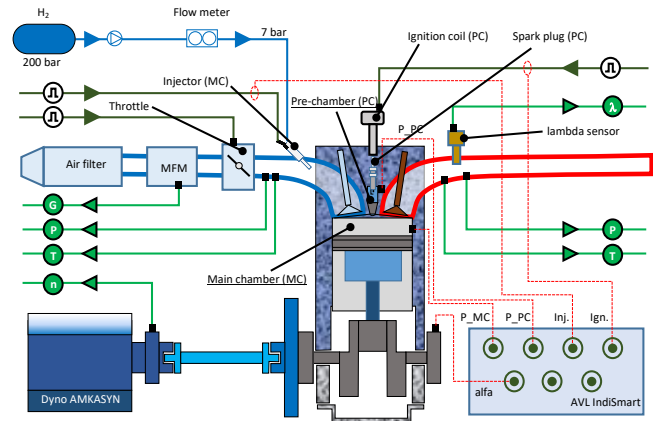 H₂
Flow meter
7 bar
200 bar
Ignition coil (PC)
Spark plug (PC)
Injector (MC)
Pre-chamber (PC)
Throttle
P_PC
λ
lambda sensor
Air filter
MFM
G
P
T
n
P
T
Main chamber (MC)
P_MC
P_PC
Inj.
Ign.
alfa
AVL IndiSmart
Dyno AMKASYN